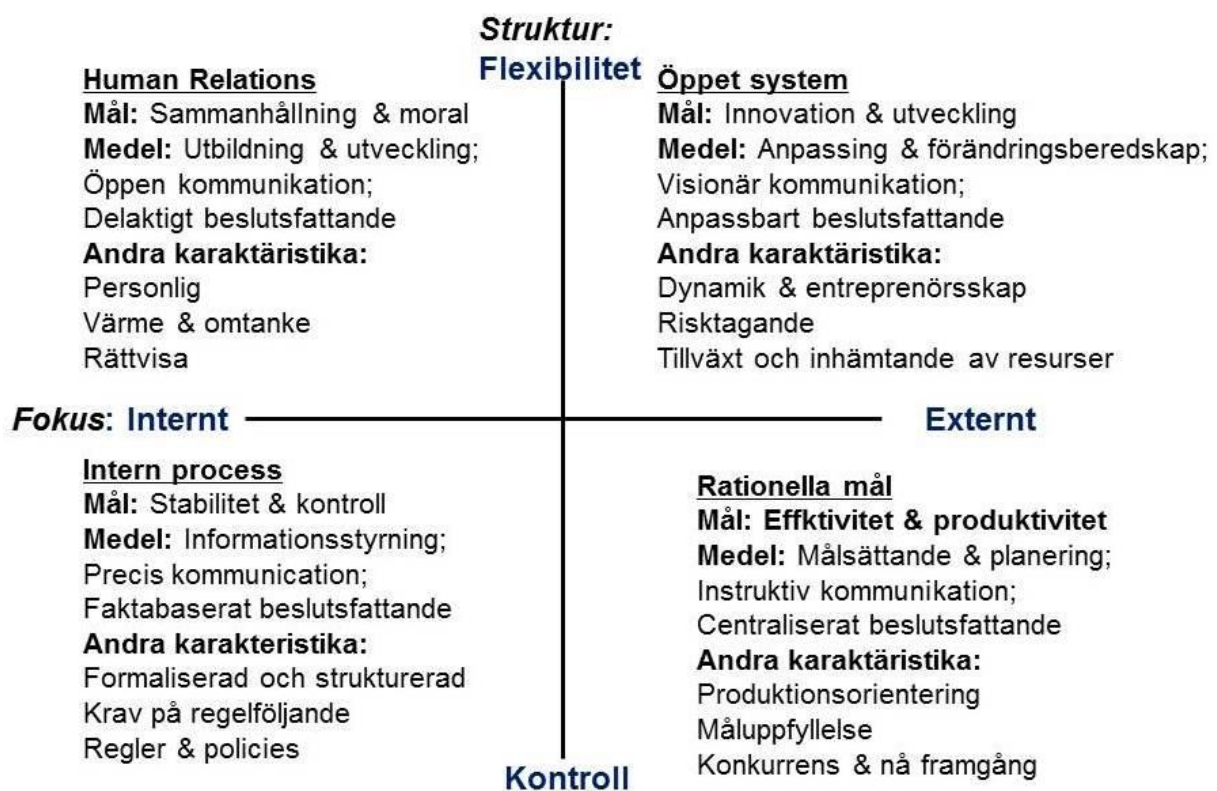 Struktur:
Flexibilitet
Human Relations
Mål: Sammanhållning & moral
Medel: Utbildning & utveckling;
Öppen kommunikation;
Delaktigt beslutsfattande
Andra karaktäristika:
Personlig
Värme & omtanke
Rättvisa
Öppet system
Mål: Innovation & utveckling
Medel: Anpassing & förändringsberedskap;
Visionär kommunikation;
Anpassbart beslutsfattande
Andra karaktäristika:
Dynamik & entreprenörsskap
Risktagande
Tillväxt och inhämtande av resurser
Fokus: Internt
Externt
Intern process
Mål: Stabilitet & kontroll
Medel: Informationsstyrning;
Precis kommunication;
Faktabaserat beslutsfattande
Andra karakteristika:
Formaliserad och strukturerad
Krav på regelföljande
Regler & policies
Rationella mål
Mål: Effktivitet & produktivitet
Medel: Målsättande & planering;
Instruktiv kommunikation;
Centraliserat beslutsfattande
Andra karaktäristika:
Produktionsorientering
Måluppfyllelse
Konkurrens & nå framgång
Kontroll